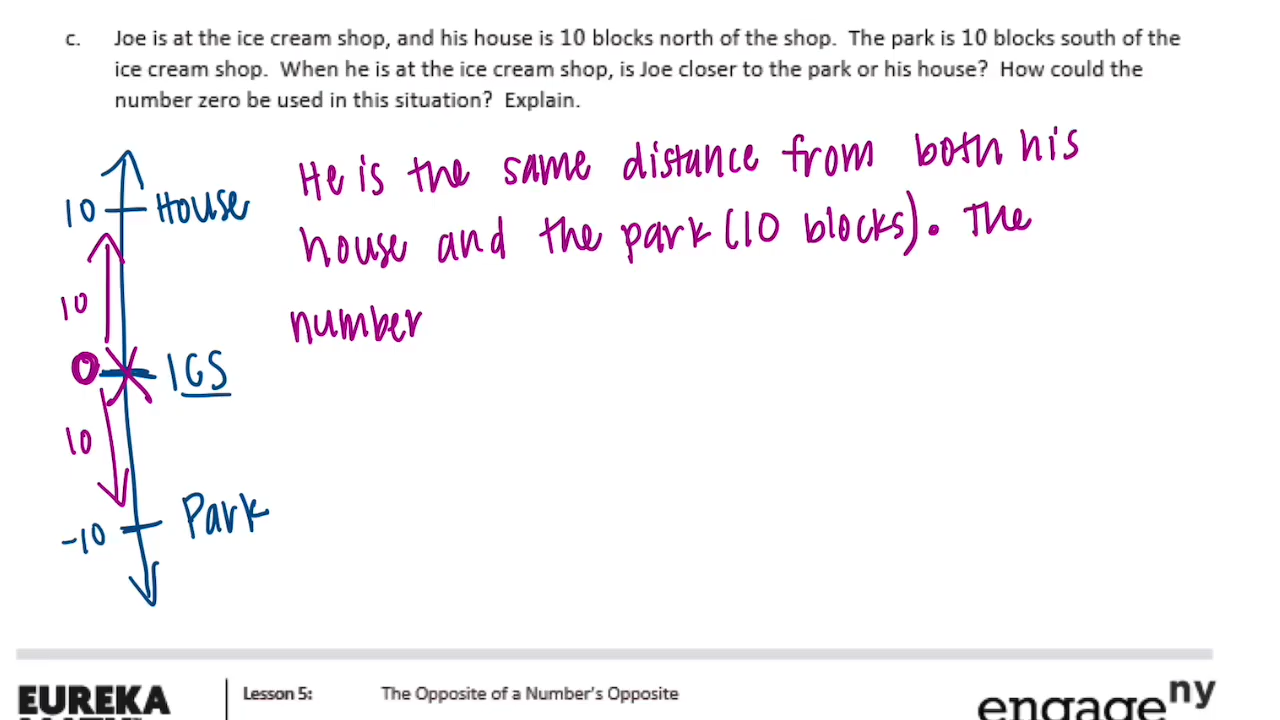 c. Joe is at the ice cream shop, and his house is 10 blocks north of the shop. The park is 10 blocks south of the
ice cream shop. When he is at the ice cream shop, is Joe closer to the park or his house? How could the
number zero be used in this situation? Explain.
He is the same distance from both his
house and the park (10 blocks). The
number
10 House
10
0 ICS
10
-10 Park
EUREKA
Lesson 5: The Opposite of a Number's Opposite
engage ny